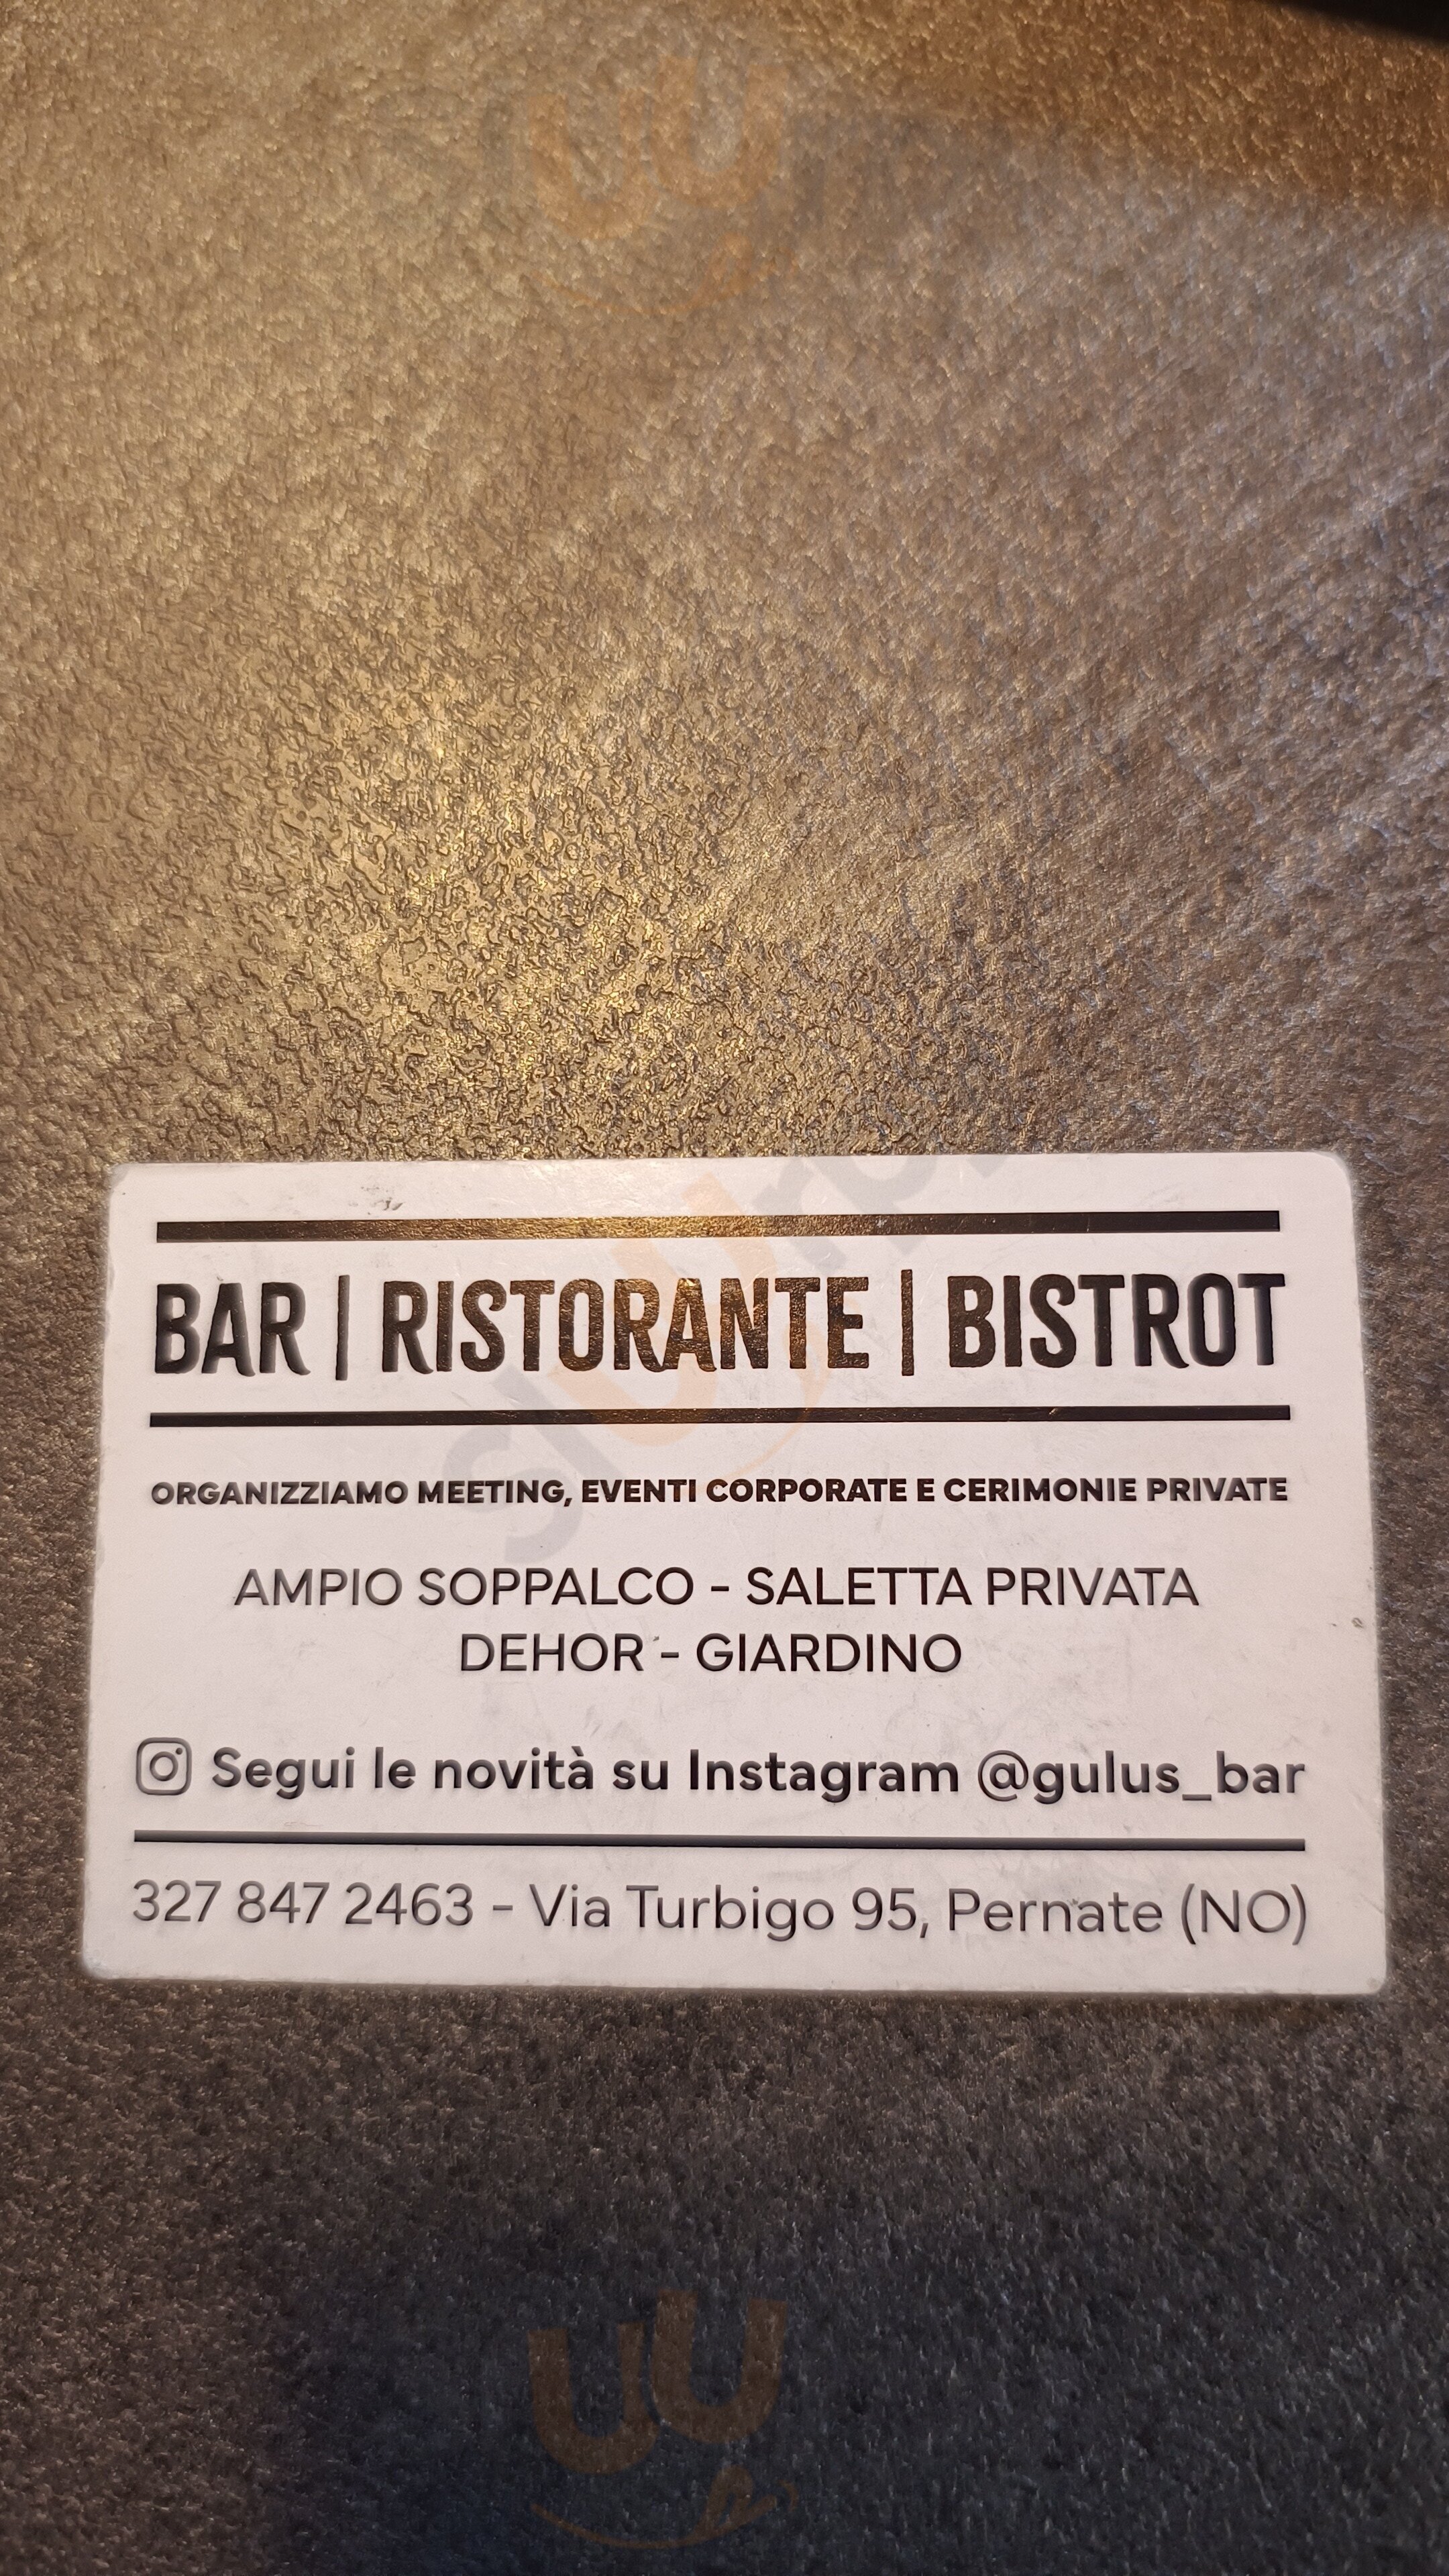 BAR | RISTORANTE | BISTROT
ORGANIZZIAMO MEETING, EVENTI CORPORATE E CERIMONIE PRIVATE
AMPIO SOPPALCO - SALETTA PRIVATA
DEHOR - GIARDINO
Segui le novità su Instagram @gulus_bar
327 847 2463 - Via Turbigo 95, Pernate (NO)